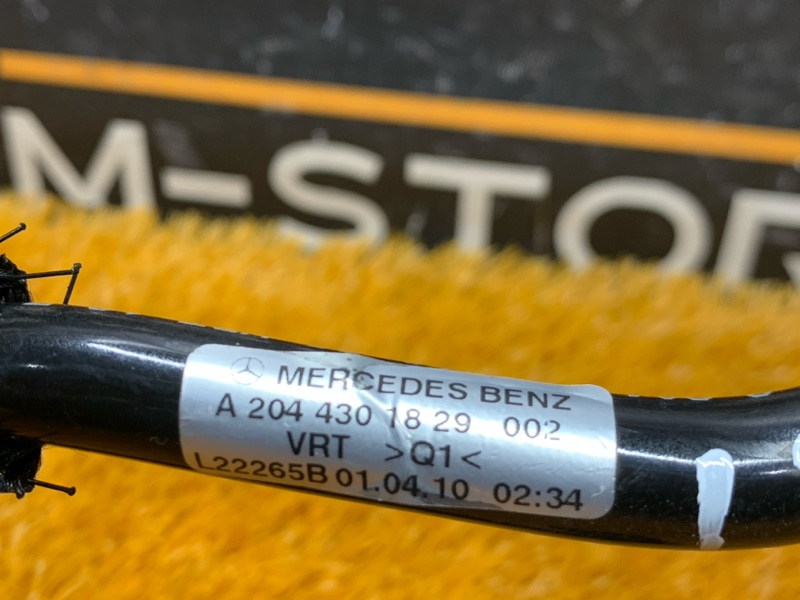 M-STOR
MERCEDES BENZ
A 204 430 18 29 002
VRT >Q1<
L22265B 01.04.10 02:34